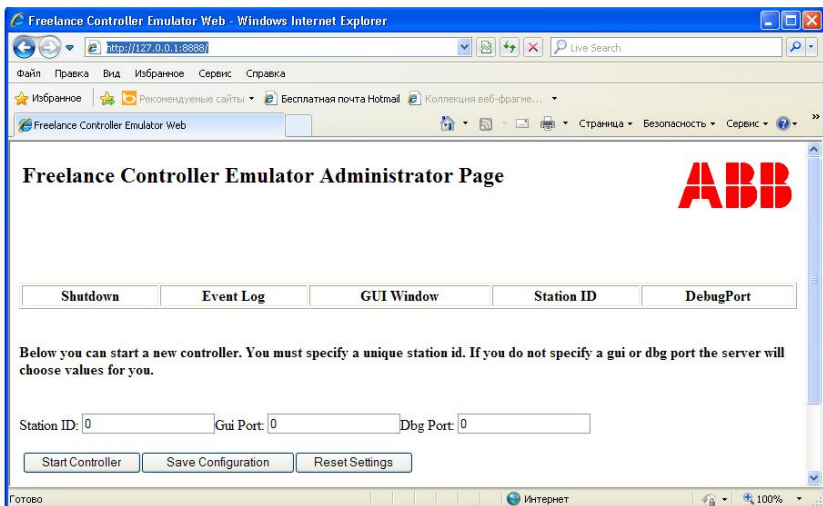 Freelance Controller Emulator Web - Windows Internet Explorer
http://127.0.0.1:8888/
Live Search
Файл Правка Вид Избранное Сервис Справка
Избранное Рекомендуемые сайты Бесплатная почта Hotmail Коллекция веб-фрагме...
Freelance Controller Emulator Web
Страница Безопасность Сервис »
Freelance Controller Emulator Administrator Page
ABB
Shutdown Event Log GUI Window Station ID DebugPort
Below you can start a new controller. You must specify a unique station id. If you do not specify a gui or dbg port the server will
choose values for you.
Station ID: 0 Gui Port: 0 Dbg Port: 0
Start Controller Save Configuration Reset Settings
Готово Интернет 100%